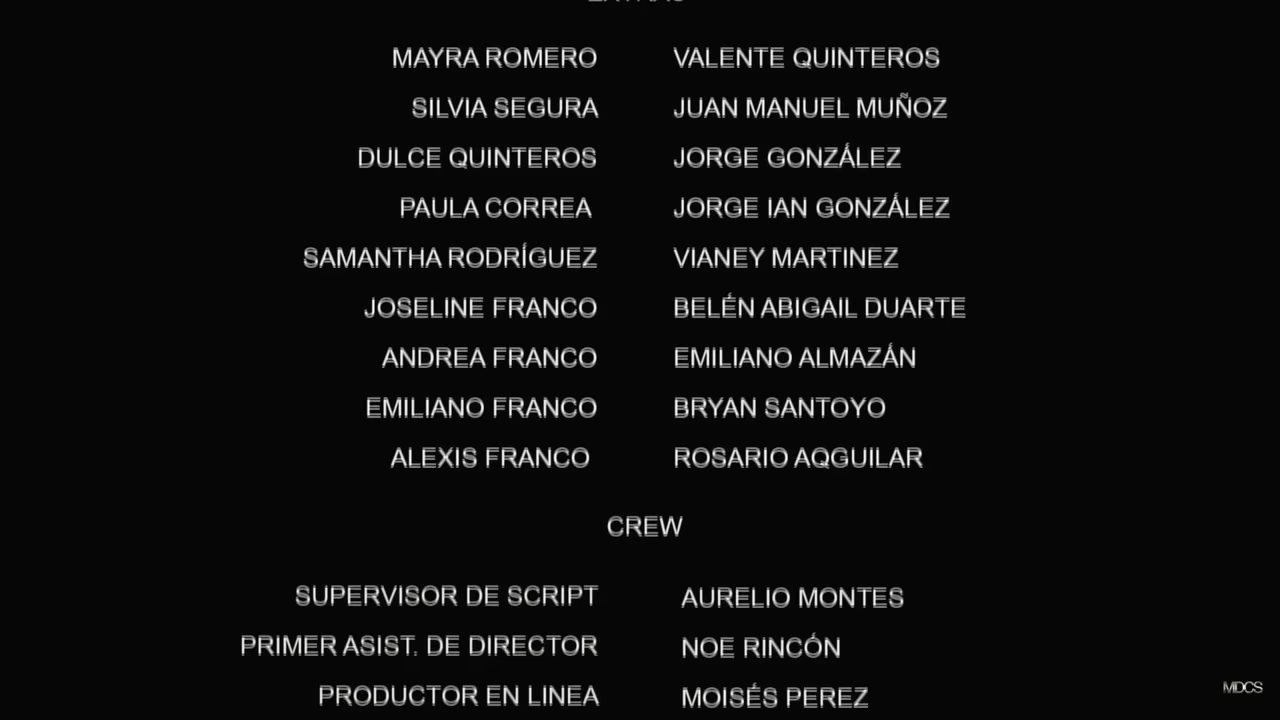 EXTRAS
MAYRA ROMERO VALENTE QUINTEROS
SILVIA SEGURA JUAN MANUEL MUÑOZ
DULCE QUINTEROS JORGE GONZÁLEZ
PAULA CORREA JORGE IAN GONZÁLEZ
SAMANTHA RODRÍGUEZ VIANEY MARTINEZ
JOSELINE FRANCO BELÉN ABIGAIL DUARTE
ANDREA FRANCO EMILIANO ALMAZÁN
EMILIANO FRANCO BRYAN SANTOYO
ALEXIS FRANCO ROSARIO AQGUILAR
CREW
SUPERVISOR DE SCRIPT AURELIO MONTES
PRIMER ASIST. DE DIRECTOR NOE RINCÓN
PRODUCTOR EN LINEA MOISÉS PEREZ
MDCS